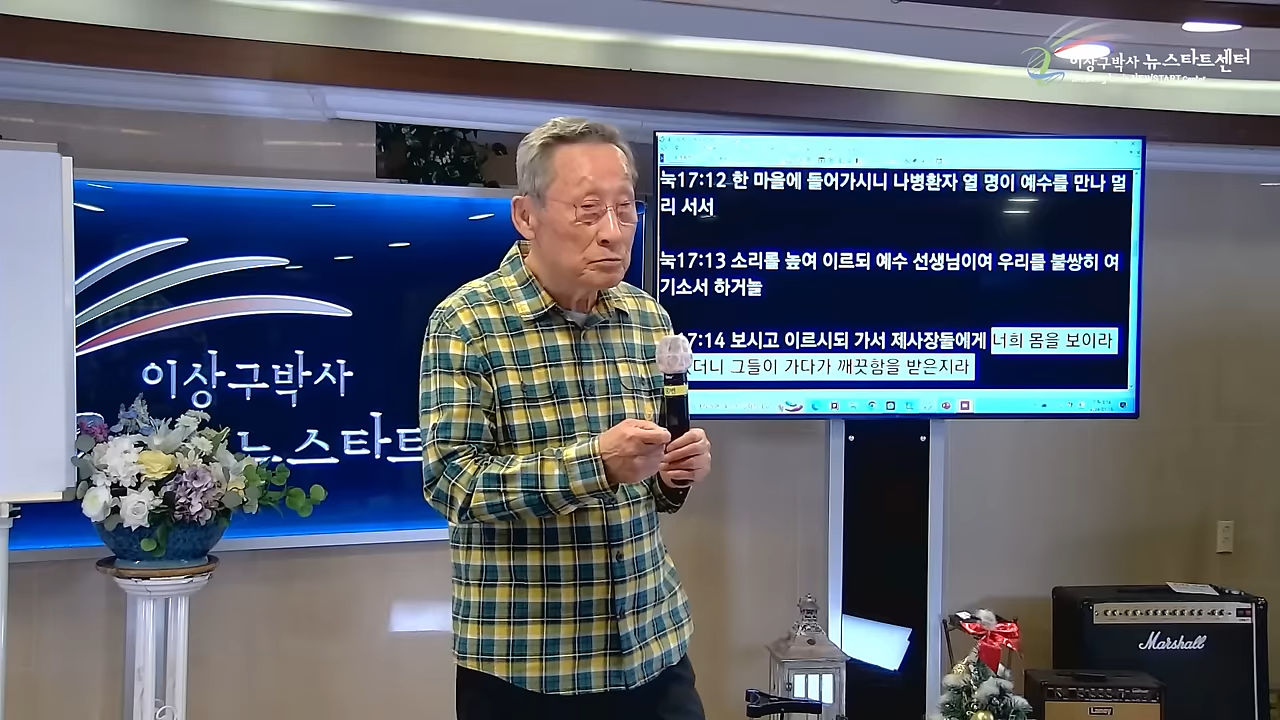 이상구박사 뉴스타트센터
눅17:12 한 마을에 들어가시니 나병환자 열 명이 예수를 만나 멀
리 서서
눅17:13 소리를 높여 이르되 예수 선생님이여 우리를 불쌍히 여
기소서 하거늘
7:14 보시고 이르시되 가서 제사장들에게 너희 몸을 보이라
더니 그들이 가다가 깨끗함을 받은지라
이상구박사
뉴스타트
Marshall
Laney